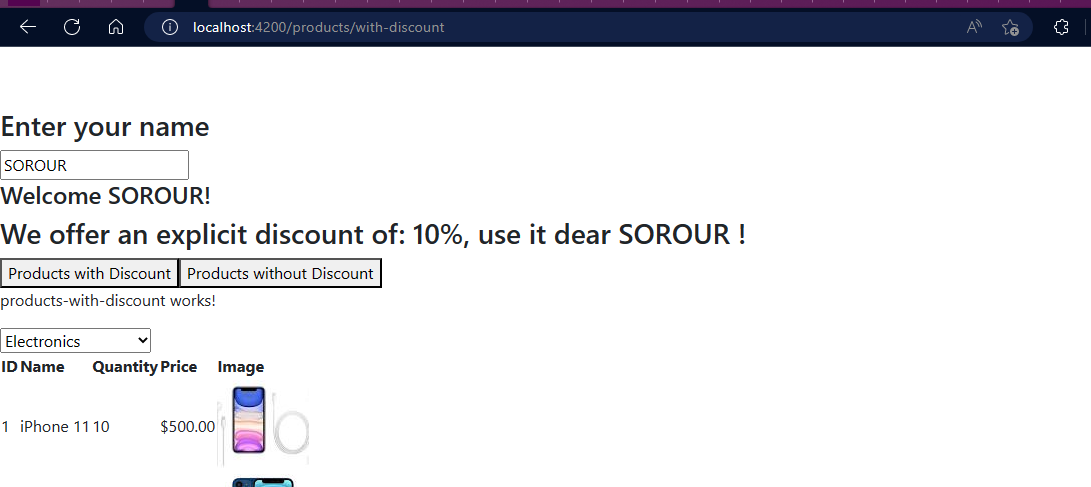 localhost:4200/products/with-discount
Enter your name
SOROUR
Welcome SOROUR!
We offer an explicit discount of: 10%, use it dear SOROUR !
Products with Discount Products without Discount
products-with-discount works!
Electronics
ID Name Quantity Price Image
1 iPhone 11 10 $500.00